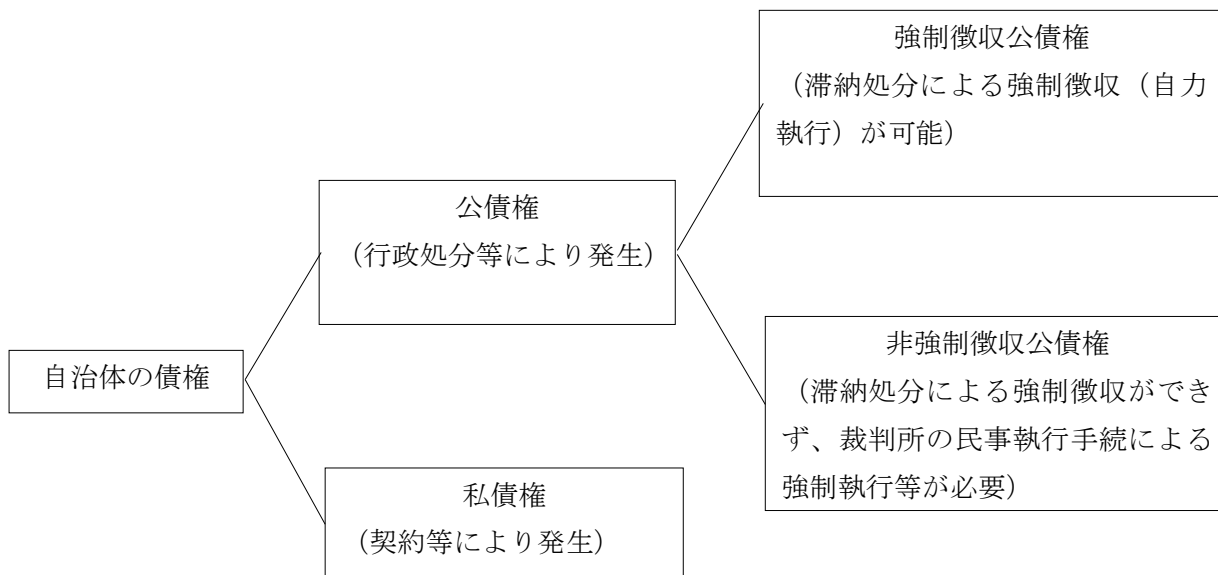 強制徴収公債権
（滞納処分による強制徴収（自力
執行）が可能）
公債権
（行政処分等により発生）
非強制徴収公債権
（滞納処分による強制徴収ができ
ず、裁判所の民事執行手続による
強制執行等が必要）
自治体の債権
私債権
（契約等により発生）